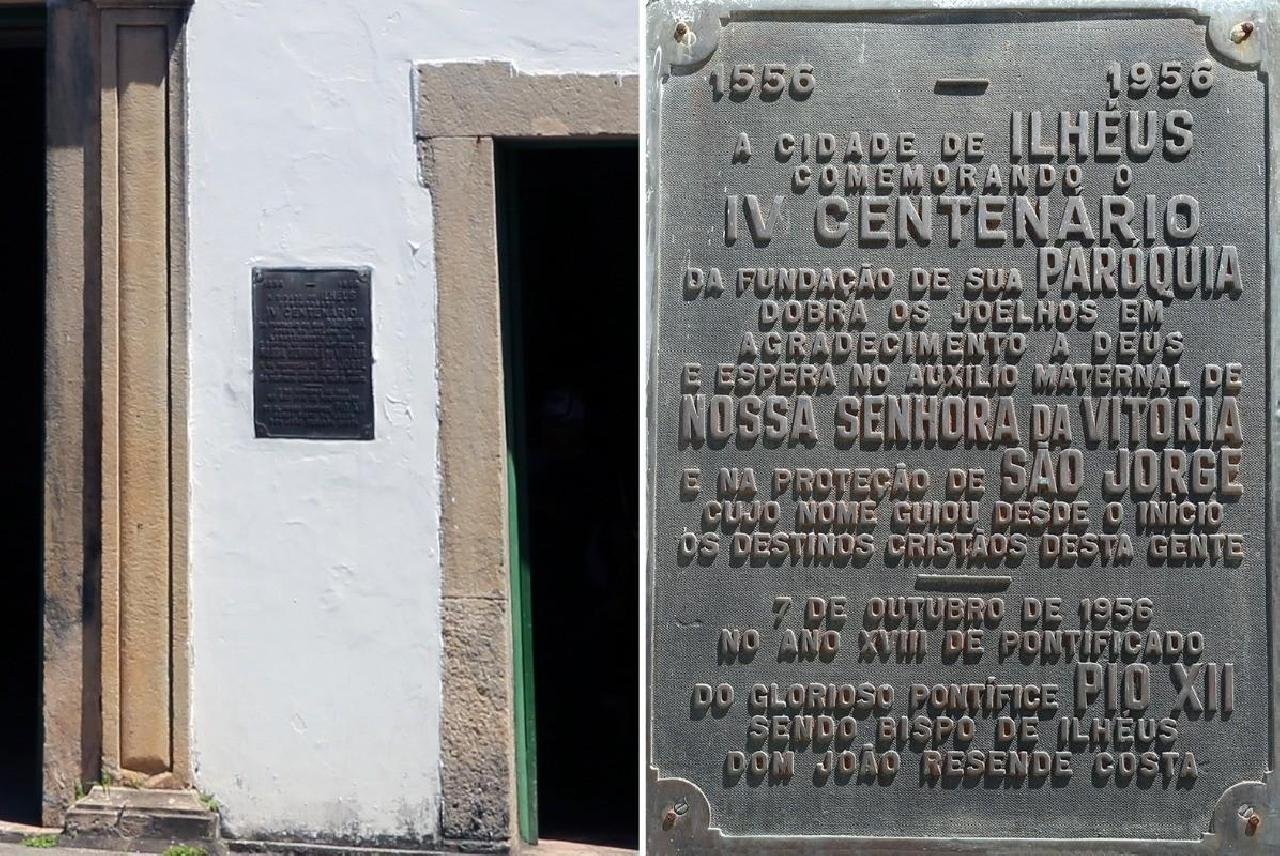 1556 — 1956
A CIDADE DE ILHÉUS
COMEMORANDO O
IV CENTENÁRIO
DA FUNDAÇÃO DE SUA PARÓQUIA
DOBRA OS JOELHOS EM
AGRADECIMENTO A DEUS
E ESPERA NO AUXILIO MATERNAL DE
NOSSA SENHORA DA VITORIA
E NA PROTEÇÃO DE SÃO JORGE
CUJO NOME GUIOU DESDE O INÍCIO
OS DESTINOS CRISTÃOS DESTA GENTE
7 DE OUTUBRO DE 1956
NO ANO XVIII DE PONTIFICADO
DO GLORIOSO PONTÍFICE PIO XII
SENDO BISPO DE ILHÉUS
DOM JOÃO RESENDE COSTA